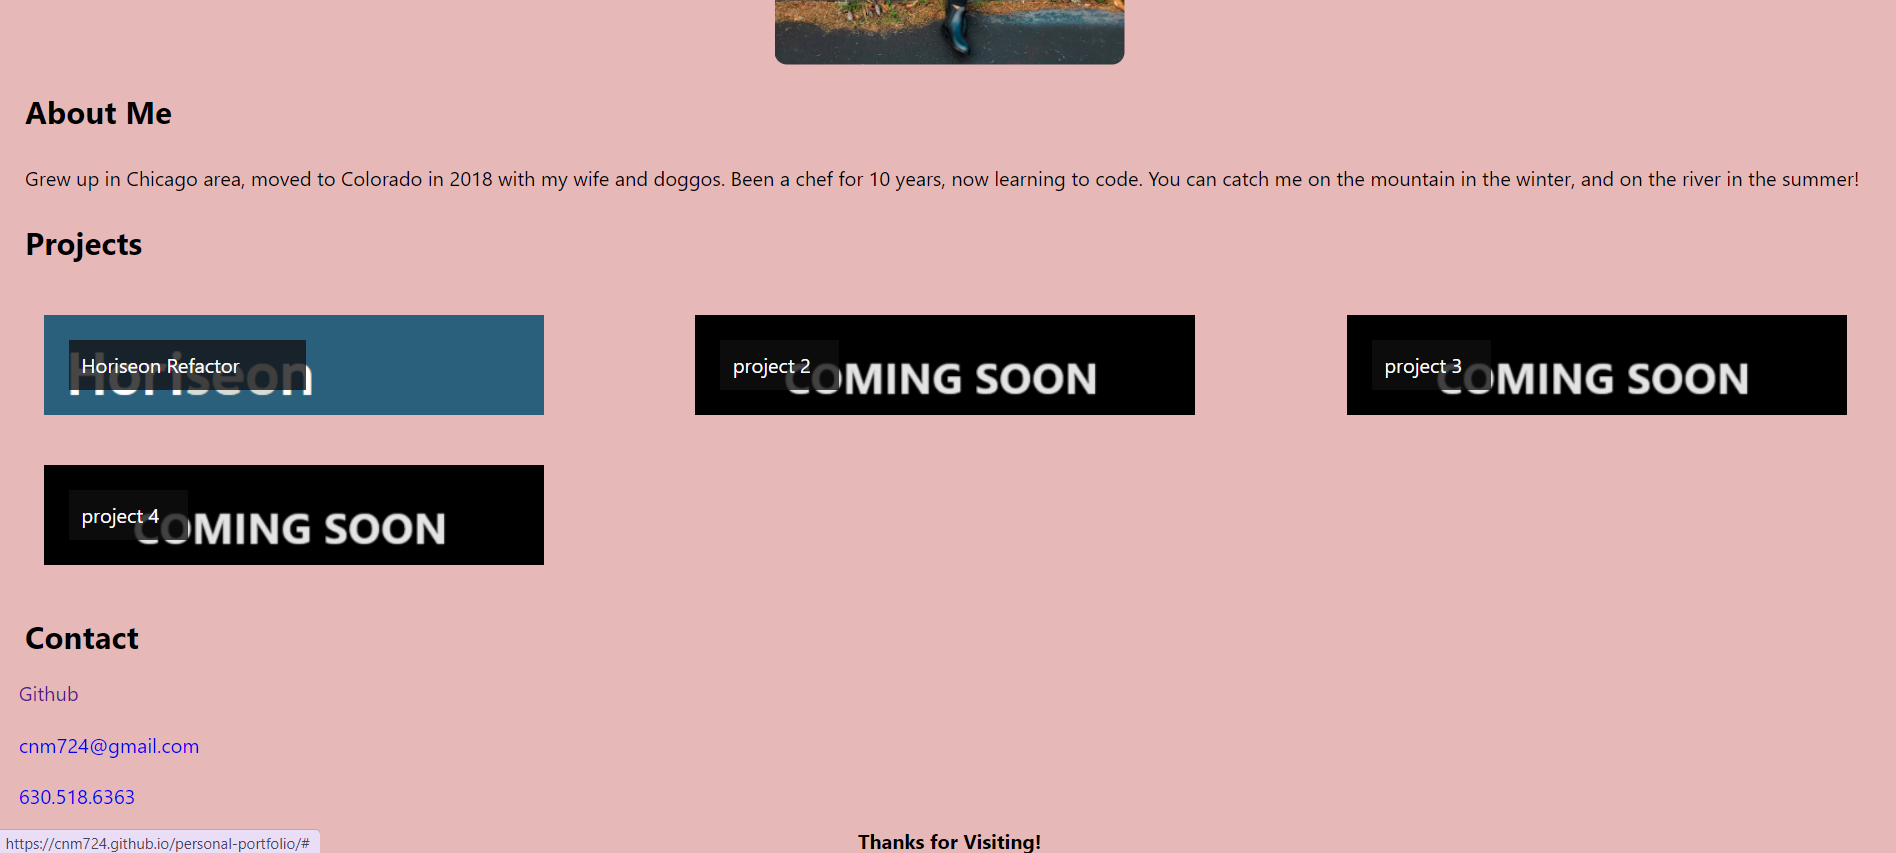 About Me
Grew up in Chicago area, moved to Colorado in 2018 with my wife and doggos. Been a chef for 10 years, now learning to code. You can catch me on the mountain in the winter, and on the river in the summer!
Projects
Horiseon Refactor
Horiseon
project 2
COMING SOON
project 3
COMING SOON
project 4
COMING SOON
Contact
Github
cnm724@gmail.com
630.518.6363
Thanks for Visiting!
https://cnm724.github.io/personal-portfolio/#